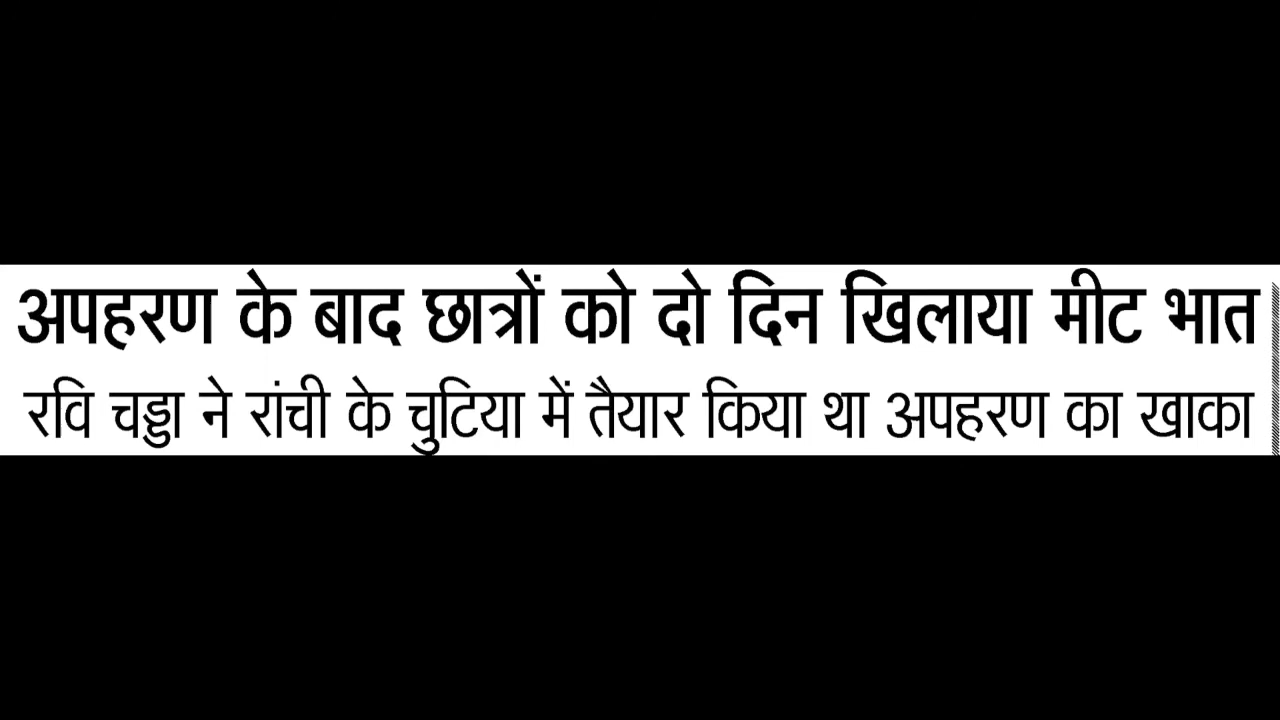 अपहरण के बाद छात्रों को दो दिन खिलाया मीट भात
रवि चड्डा ने रांची के चुटिया में तैयार किया था अपहरण का खाका